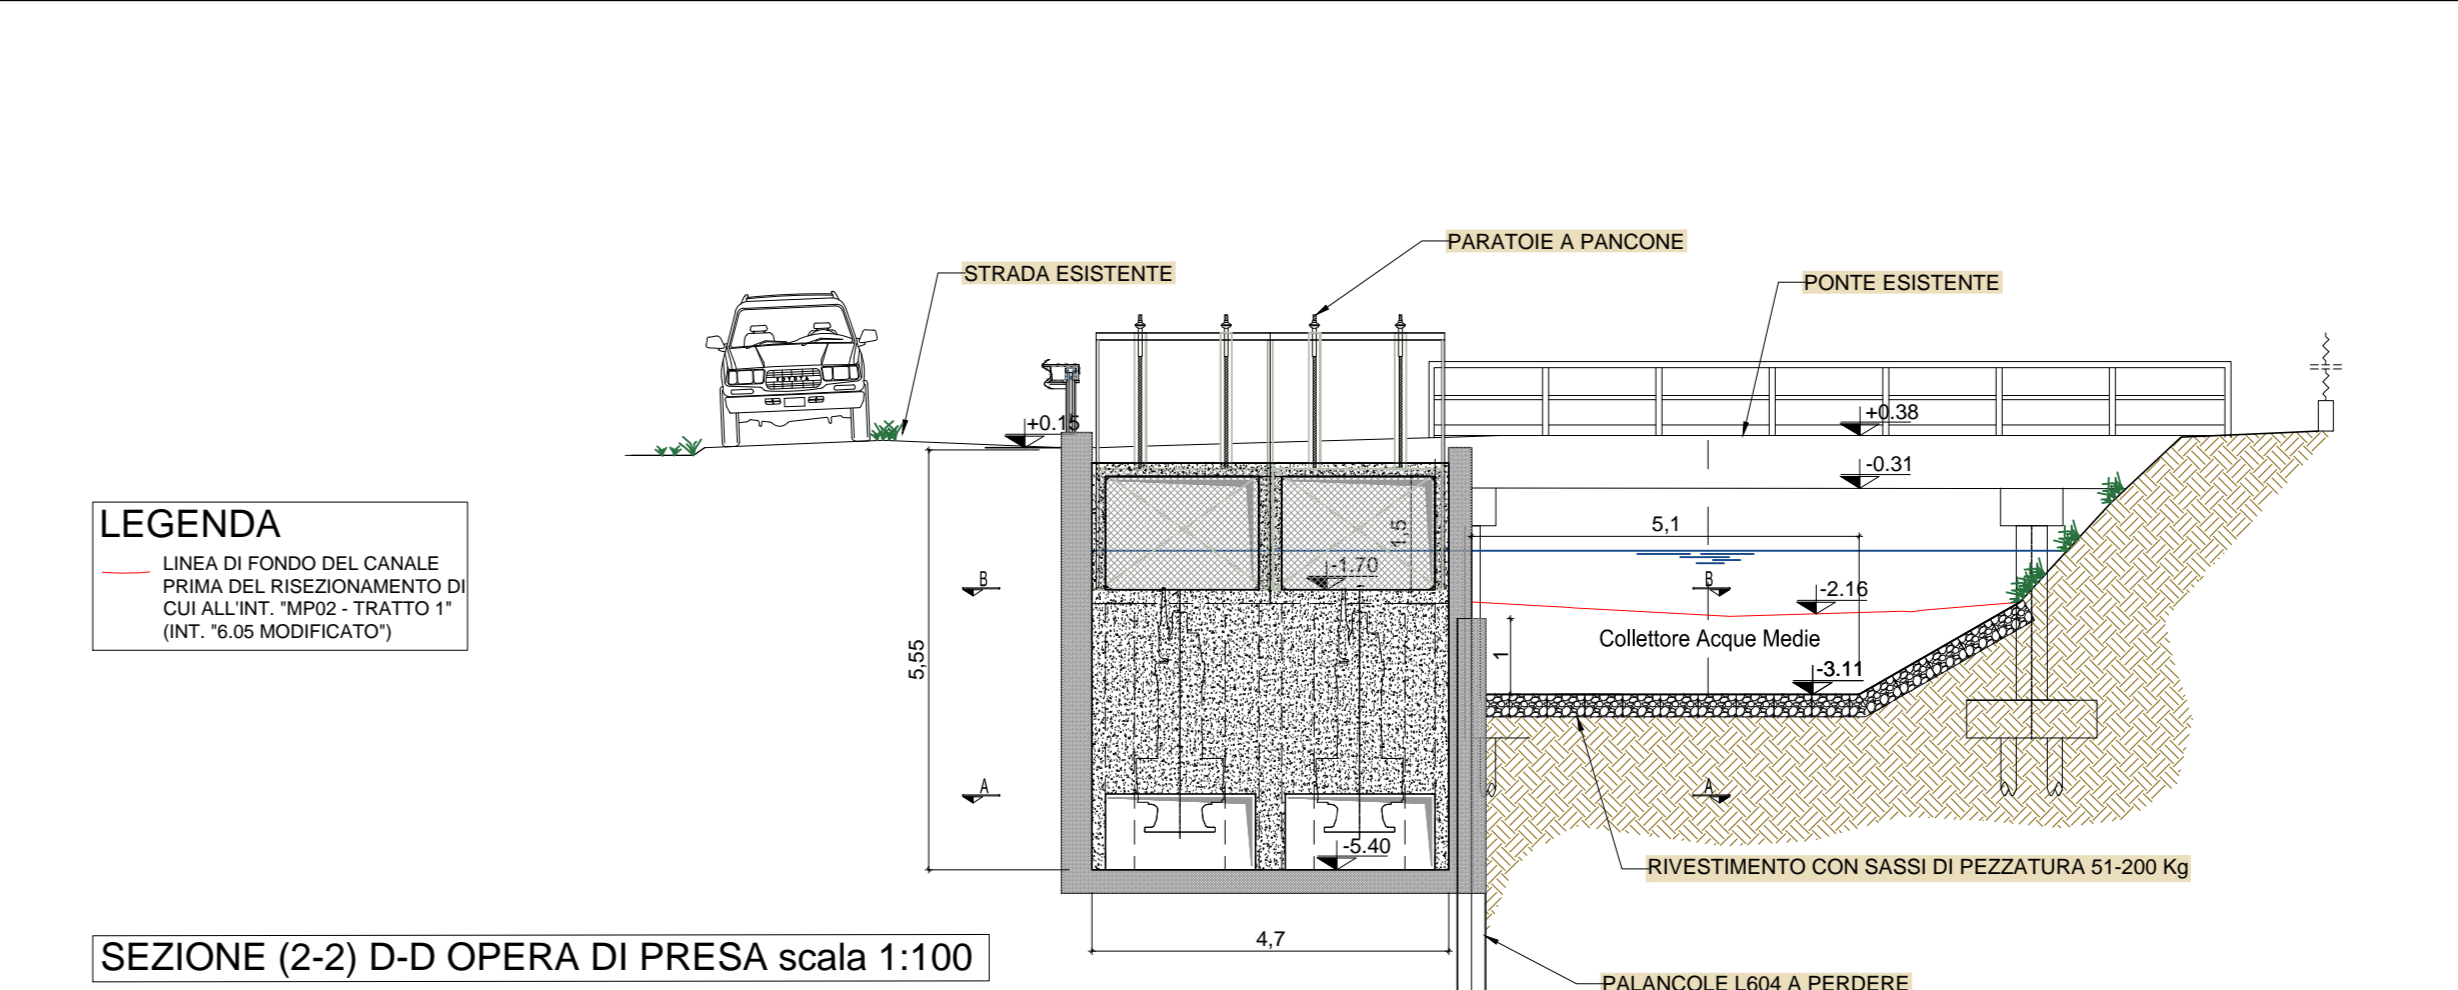 PARATOIE A PANCONE
STRADA ESISTENTE
PONTE ESISTENTE
TOYOTA
+0.15
+0.38
-0.31
LEGENDA
LINEA DI FONDO DEL CANALE
PRIMA DEL RISEZIONAMENTO DI
CUI ALL'INT. "MP02 - TRATTO 1"
(INT. "6.05 MODIFICATO")
5,1
1,5
-1.70
B
B
-2.16
Collettore Acque Medie
5,55
1
-3.11
A
A
-5.40
RIVESTIMENTO CON SASSI DI PEZZATURA 51-200 Kg
4,7
SEZIONE (2-2) D-D OPERA DI PRESA scala 1:100
PALANCOLE L604 A PERDERE